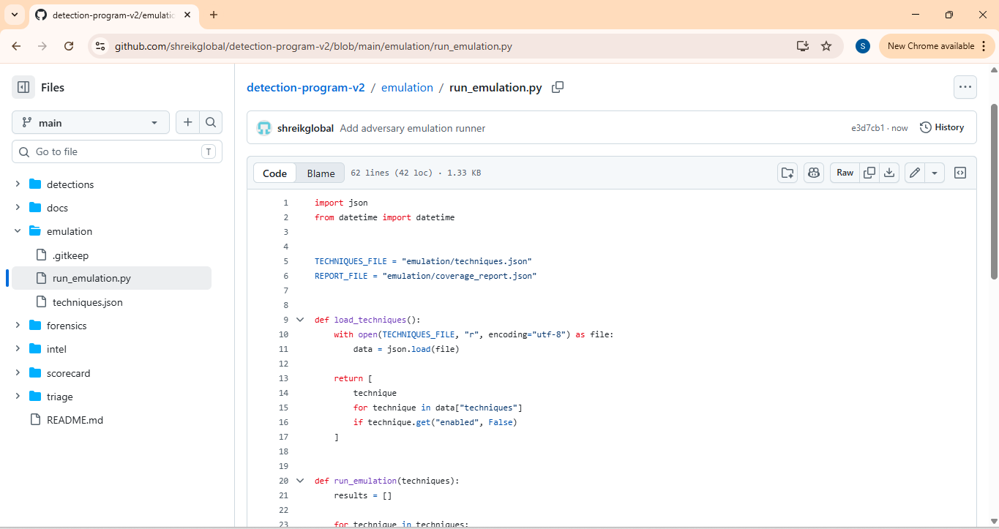 detection-program-v2/emulatio
github.com/shreikglobal/detection-program-v2/blob/main/emulation/run_emulation.py
S
New Chrome available
Files
main
Go to file
T
detections
docs
emulation
.gitkeep
run_emulation.py
techniques.json
forensics
intel
scorecard
triage
README.md
detection-program-v2 / emulation / run_emulation.py
shreikglobal Add adversary emulation runner
e3d7cb1 · now
History
Code
Blame
62 lines (42 loc) · 1.33 KB
Raw
1 import json
2 from datetime import datetime
3
4
5 TECHNIQUES_FILE = "emulation/techniques.json"
6 REPORT_FILE = "emulation/coverage_report.json"
7
8
9 def load_techniques():
10     with open(TECHNIQUES_FILE, "r", encoding="utf-8") as file:
11         data = json.load(file)
12
13     return [
14         technique
15         for technique in data["techniques"]
16         if technique.get("enabled", False)
17     ]
18
19
20 def run_emulation(techniques):
21     results = []
22
23     for technique in techniques: